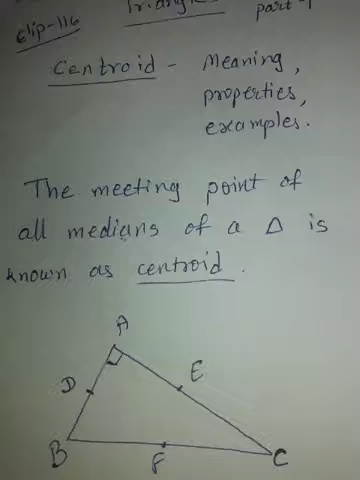 Clip-116
part-1
Centroid - Meaning,
properties,
examples.
The meeting point of
all medians of a Δ is
known as centroid.
A
D
E
B
F
C